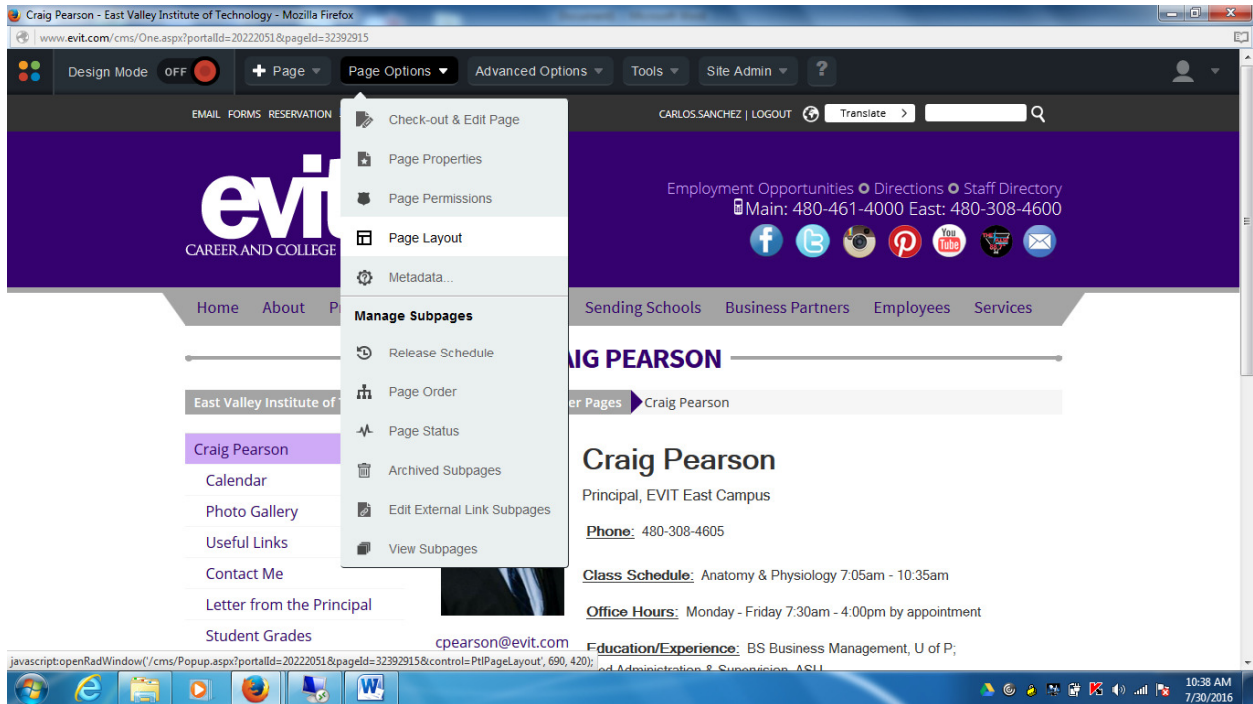 Craig Pearson - East Valley Institute of Technology - Mozilla Firefox
www.evit.com/cms/One.aspx?portalId=20222051&pageId=32392915
Design Mode OFF + Page Page Options Advanced Options Tools Site Admin ?
EMAIL FORMS RESERVATION CARLOS.SANCHEZ | LOGOUT Translate >
evit
CAREER AND COLLEGE
Employment Opportunities Directions Staff Directory
Main: 480-461-4000 East: 480-308-4600
You Tube
Check-out & Edit Page
Page Properties
Page Permissions
Page Layout
Metadata...
Manage Subpages
Release Schedule
Page Order
Page Status
Archived Subpages
Edit External Link Subpages
View Subpages
Home About Sending Schools Business Partners Employees Services
AIG PEARSON
East Valley Institute of er Pages Craig Pearson
Craig Pearson
Calendar
Photo Gallery
Useful Links
Contact Me
Letter from the Principal
Student Grades
cpearson@evit.com
Craig Pearson
Principal, EVIT East Campus
Phone: 480-308-4605
Class Schedule: Anatomy & Physiology 7:05am - 10:35am
Office Hours: Monday - Friday 7:30am - 4:00pm by appointment
Education/Experience: BS Business Management, U of P;
ed Administration & Supervision, ASU
javascript:openRadWindow('/cms/Popup.aspx?portalId=20222051&pageId=32392915&control=PtlPageLayout', 690, 420);
10:38 AM
7/30/2016